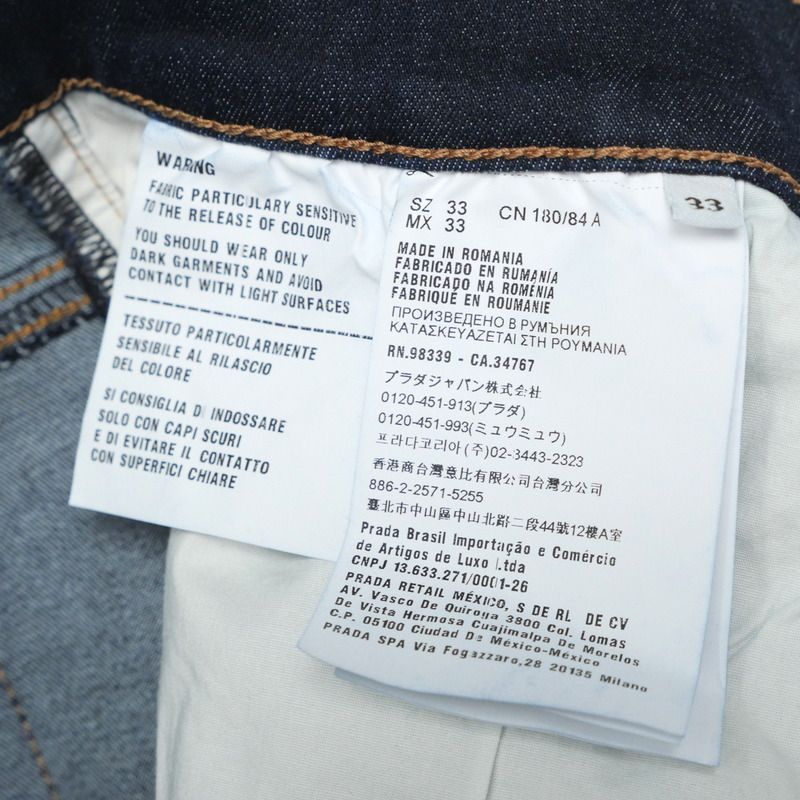 WARNG
FABRIC PARTICULARY SENSITIVE
TO THE RELEASE OF COLOUR
YOU SHOULD WEAR ONLY
DARK GARMENTS AND AVOID
CONTACT WITH LIGHT SURFACES
TESSUTO PARTICOLARMENTE
SENSIBILE AL RILASCIO
DEL COLORE
SI CONSIGLIA DI INDOSSARE
SOLO CON CAPI SCURI
E DI EVITARE IL CONTATTO
CON SUPERFICI CHIARE
SZ 33 CN 180/84 A
MX 33
33
MADE IN ROMANIA
FABRICADO EN RUMANÍA
FABRICADO NA ROMÉNIA
FABRIQUÉ EN ROUMANIE
ПРОИЗВЕДЕНО В РУМЪНИЯ
ΚΑΤΑΣΚΕΥΑΖΕΤΑΙ ΣΤΗ ΡΟΥΜΑΝΙΑ
RN.98339 - CA.34767
プラダジャパン株式会社
0120-451-913(プラダ)
0120-451-993(ミュウミュウ)
프라다코리아(주)02-3443-2323
香港商台灣意比有限公司台灣分公司
886-2-2571-5255
臺北市中山區中山北路二段44號12樓A室
Prada Brasil Importação e Comércio
de Artigos de Luxo Ltda
CNPJ 13.633.271/0001-26
PRADA RETAIL MÉXICO, S DE RL DE CV
AV. Vasco De Quiroga 3800 Col. Lomas
De Vista Hermosa Cuajimalpa De Morelos
C.P. 05100 Ciudad De México-México
PRADA SPA Via Fogazzaro,28 20135 Milano